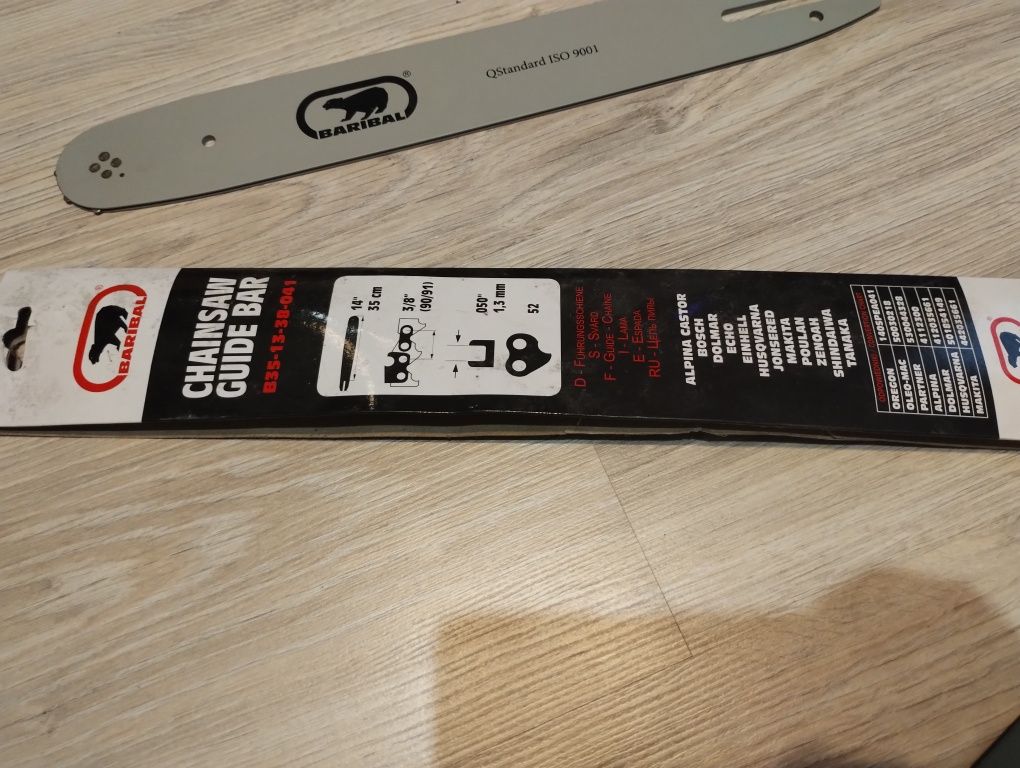 QStandard ISO 9001
BARIBAL
®
BARIBAL
CHAINSAW
GUIDE BAR
B35-13-38-041
14"
35 cm
3/8"
(90/91)
.050"
1,3 mm
52
D - FÜHRUNGSSCHIENE
S - SVÄRD
F - GUIDE - CHAÎNE
I - LAMA
E - ESPADA
RU - ЦЕПЬ ПИЛЫ
ALPINA CASTOR
BOSCH
DOLMAR
ECHO
EINHELL
HUSQVARNA
JONSERED
MAKITA
POULAN
ZENOAH
SHINDAIWA
TANAKA
OREGON
OLEO-MAC
PARTNER
ALPINA
DOLMAR
HUSQVARNA
MAKITA